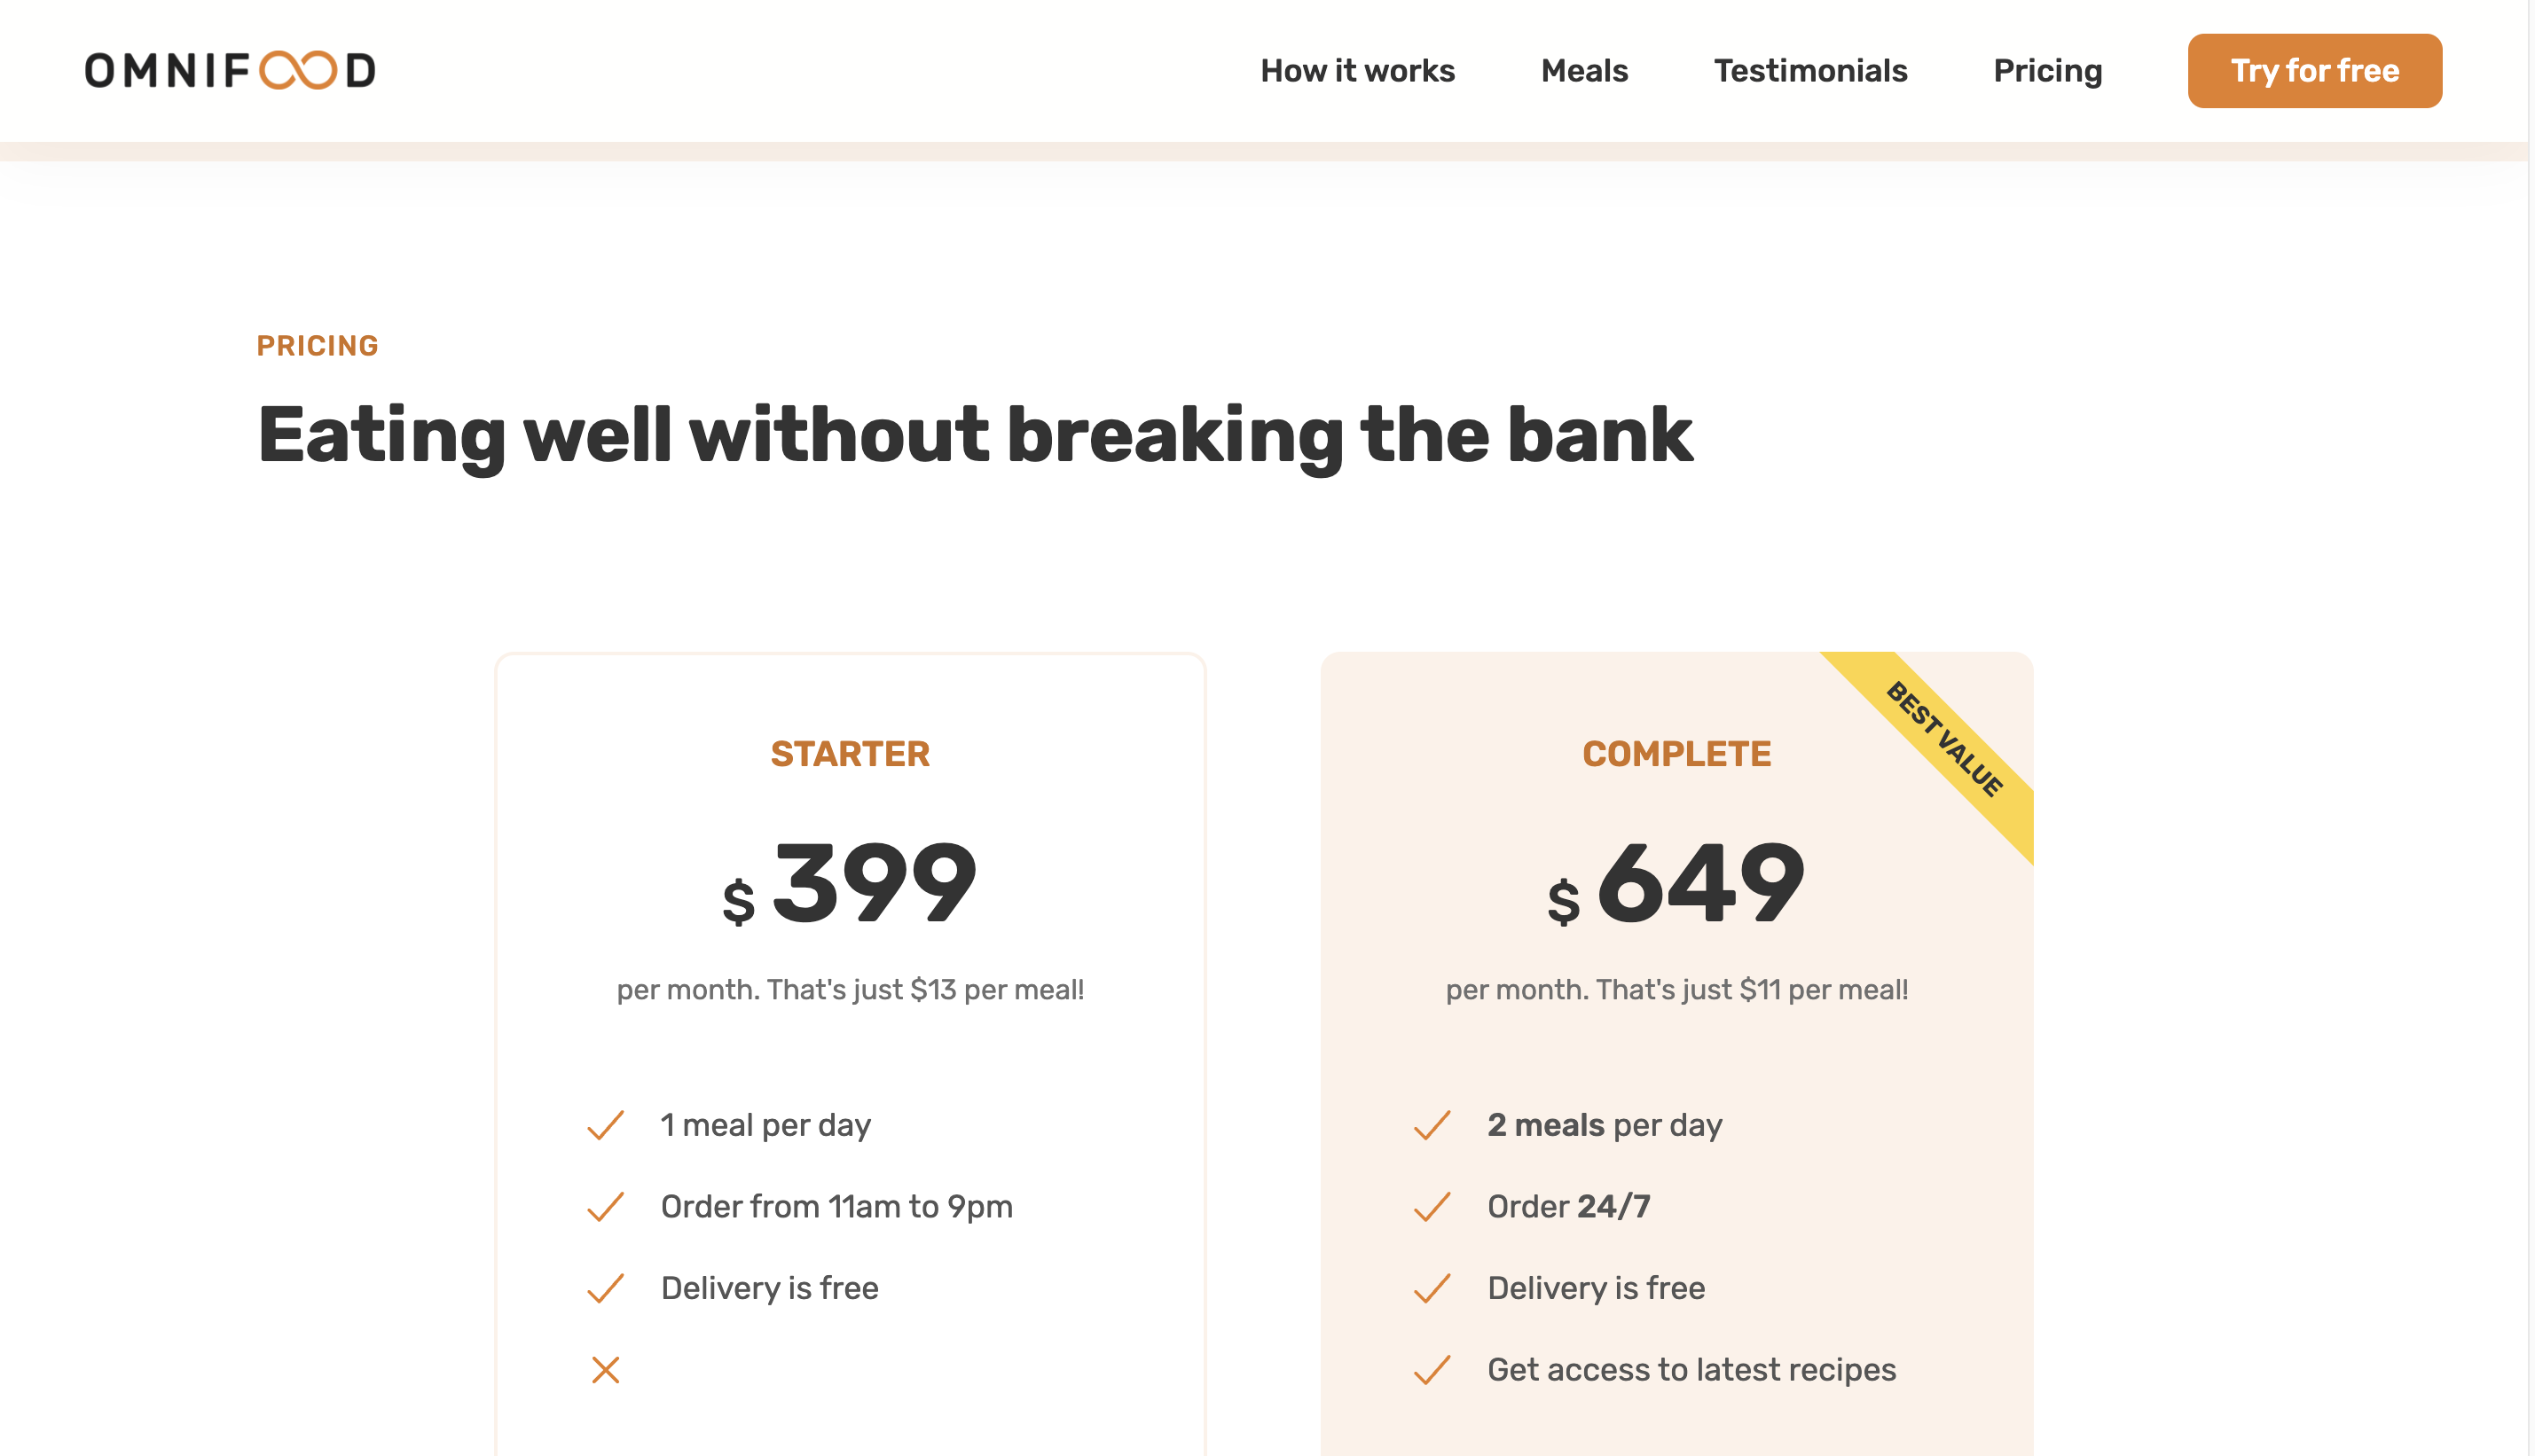 OMNIFOOD
How it works
Meals
Testimonials
Pricing
Try for free
PRICING
Eating well without breaking the bank
STARTER
$ 399
per month. That's just $13 per meal!
1 meal per day
Order from 11am to 9pm
Delivery is free
BEST VALUE
COMPLETE
$ 649
per month. That's just $11 per meal!
2 meals per day
Order 24/7
Delivery is free
Get access to latest recipes